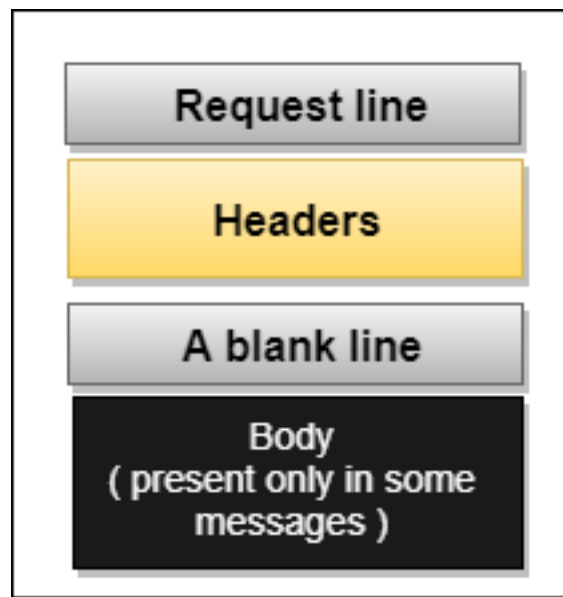 Request line
Headers
A blank line
Body
( present only in some
messages )